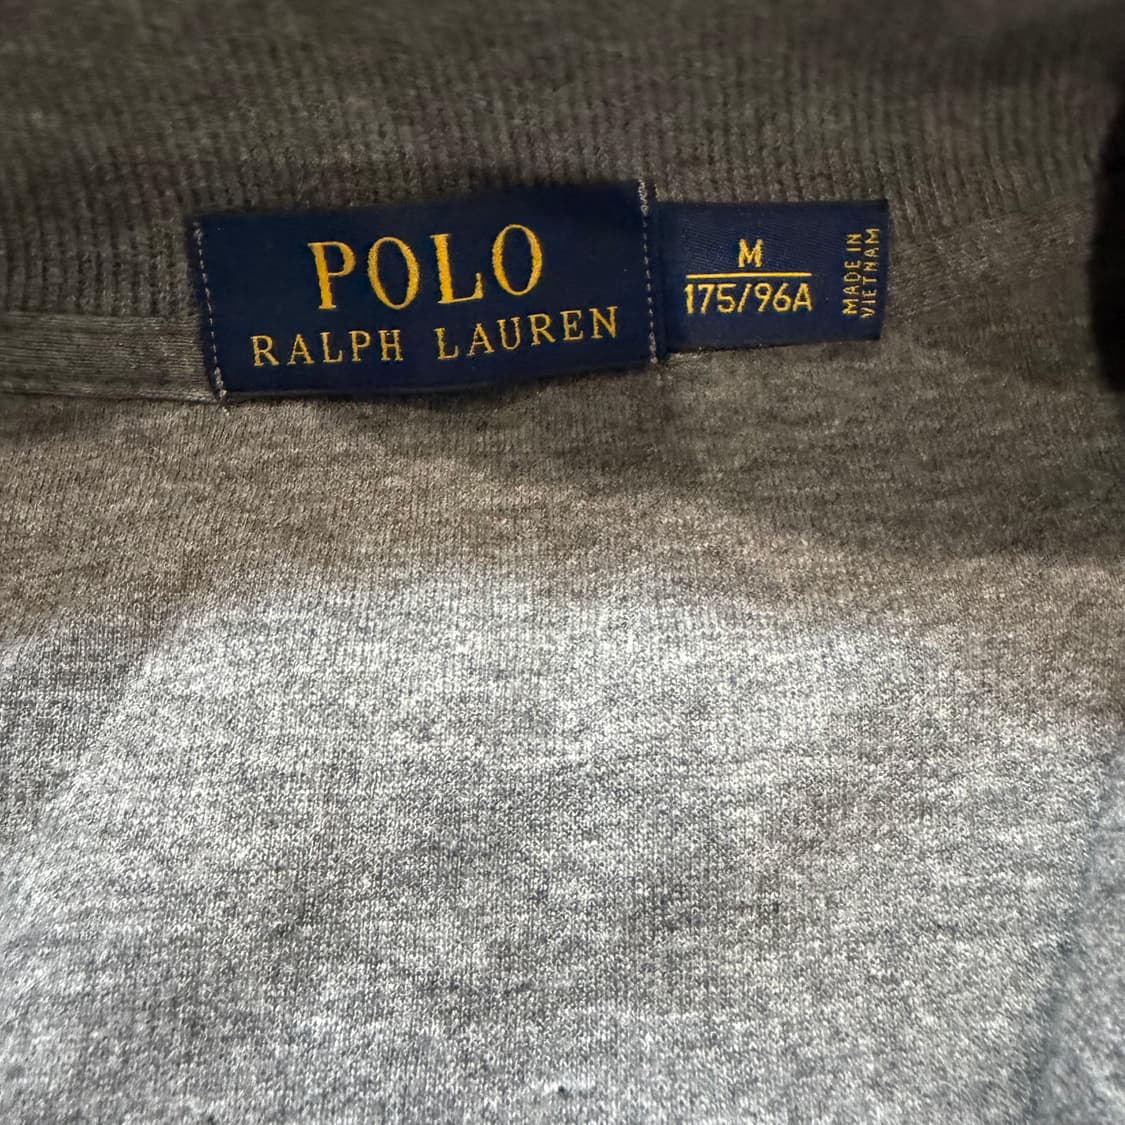 POLO
RALPH LAUREN
M
175/96A
MADE IN
VIETNAM